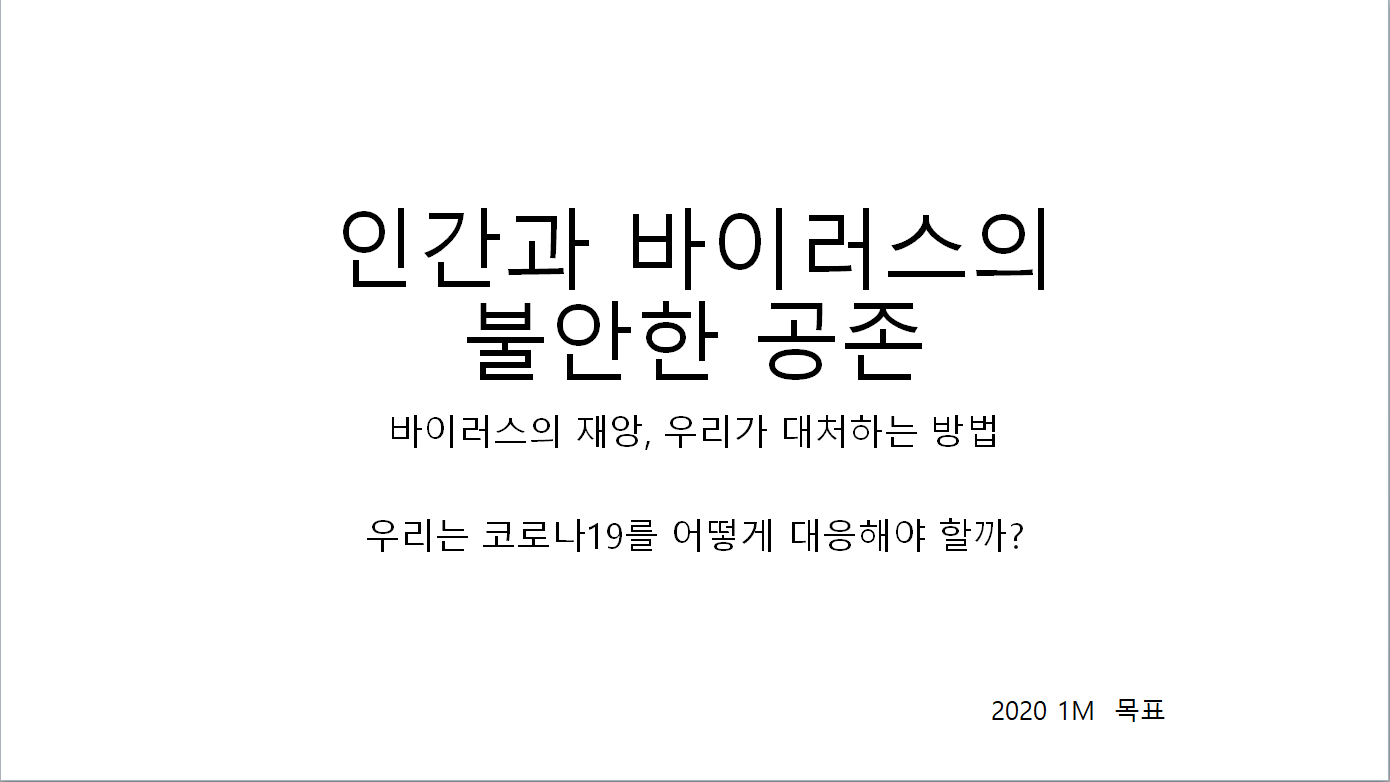 인간과 바이러스의
불안한 공존
바이러스의 재앙, 우리가 대처하는 방법
우리는 코로나19를 어떻게 대응해야 할까?
2020 1M 목표